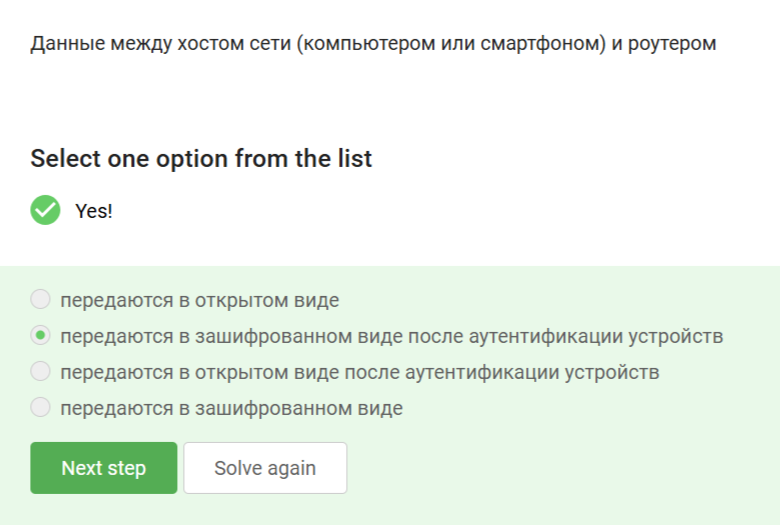 Данные между хостом сети (компьютером или смартфоном) и роутером
Select one option from the list
Yes!
передаются в открытом виде
передаются в зашифрованном виде после аутентификации устройств
передаются в открытом виде после аутентификации устройств
передаются в зашифрованном виде
Next step
Solve again